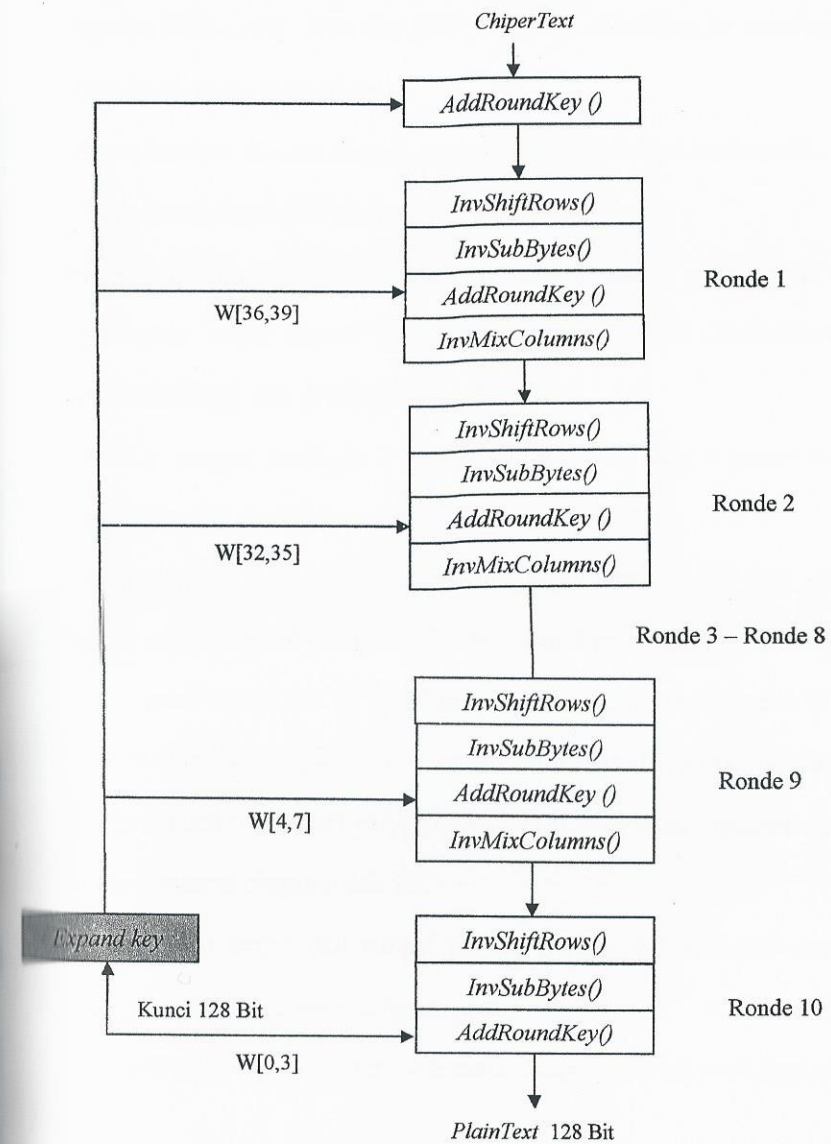 ChiperText
AddRoundKey ()
InvShiftRows()
InvSubBytes()
AddRoundKey ()
InvMixColumns()
Ronde 1
W[36,39]
InvShiftRows()
InvSubBytes()
AddRoundKey ()
InvMixColumns()
Ronde 2
W[32,35]
Ronde 3 – Ronde 8
InvShiftRows()
InvSubBytes()
AddRoundKey ()
InvMixColumns()
Ronde 9
W[4,7]
Expand key
InvShiftRows()
InvSubBytes()
AddRoundKey()
Ronde 10
Kunci 128 Bit
W[0,3]
PlainText 128 Bit